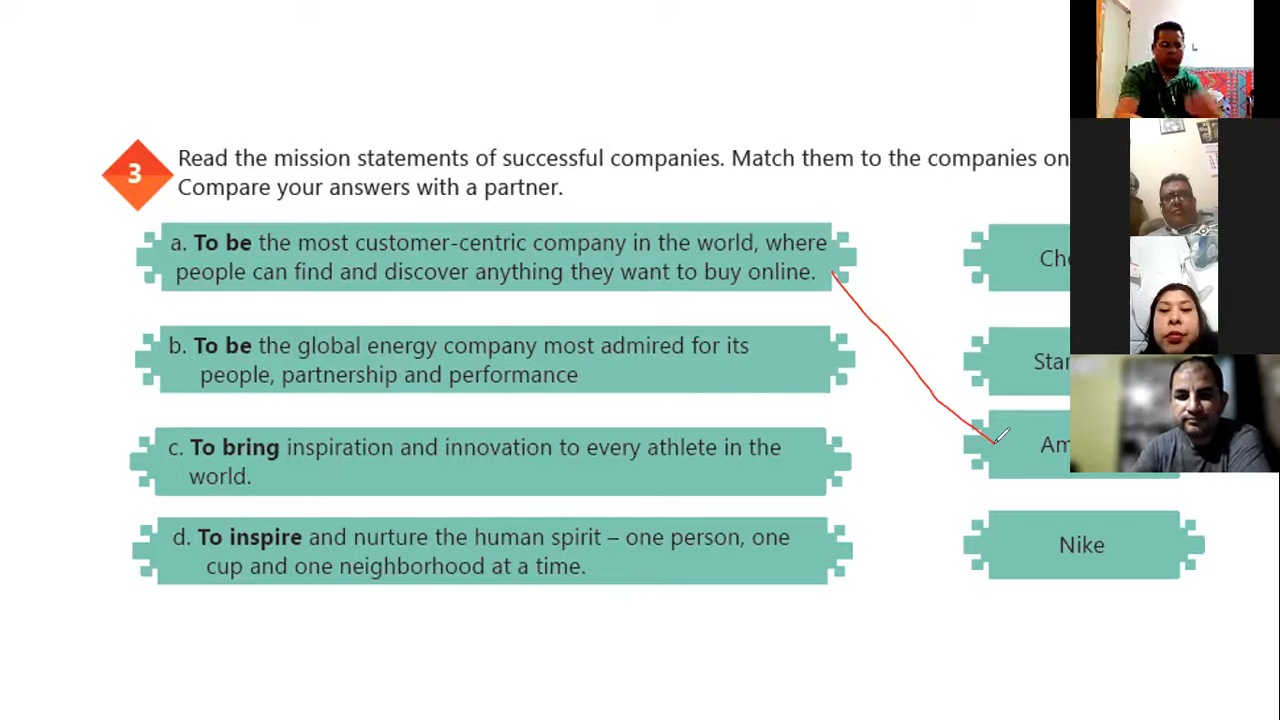 3
Read the mission statements of successful companies. Match them to the companies on
Compare your answers with a partner.
a. To be the most customer-centric company in the world, where
people can find and discover anything they want to buy online.
b. To be the global energy company most admired for its
people, partnership and performance
c. To bring inspiration and innovation to every athlete in the
world.
d. To inspire and nurture the human spirit – one person, one
cup and one neighborhood at a time.
Ch
Star
Am
Nike